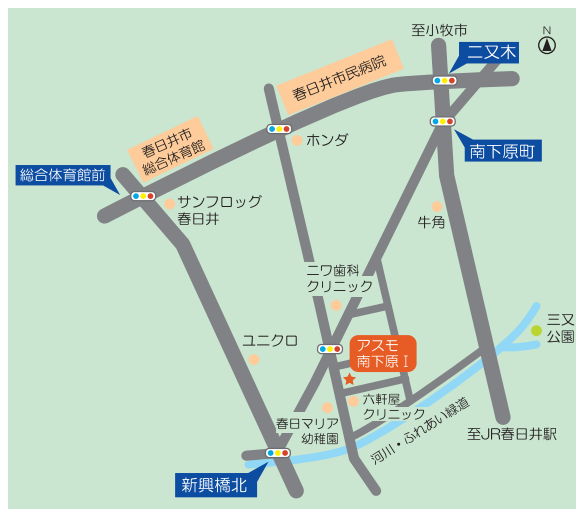 至小牧市
N
二又木
春日井市民病院
南下原町
ホンダ
春日井市
総合体育館
総合体育館前
サンフロッグ
春日井
牛角
ニワ歯科
クリニック
三又
公園
ユニクロ
アスモ
南下原Ⅰ
六軒屋
クリニック
春日マリア
幼稚園
河川・ふれあい緑道
至JR春日井駅
新興橋北